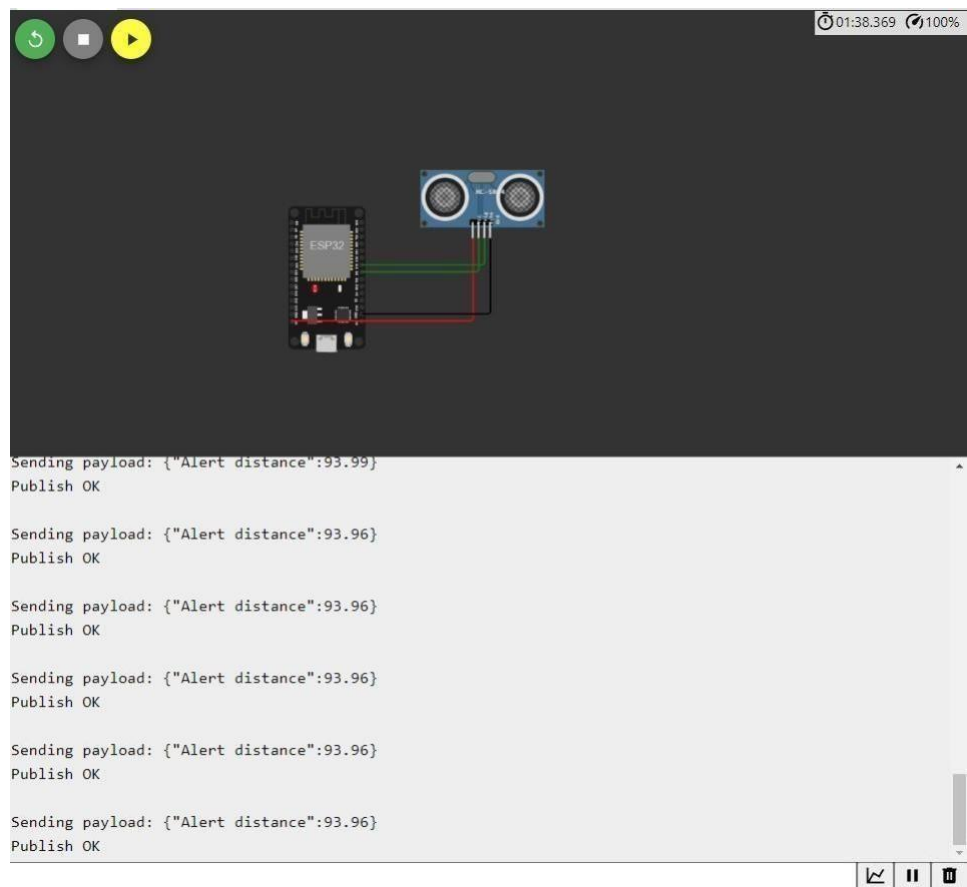 01:38.369 100%
ESP32
Sending payload: {"Alert distance":93.99}
Publish OK
Sending payload: {"Alert distance":93.96}
Publish OK
Sending payload: {"Alert distance":93.96}
Publish OK
Sending payload: {"Alert distance":93.96}
Publish OK
Sending payload: {"Alert distance":93.96}
Publish OK
Sending payload: {"Alert distance":93.96}
Publish OK